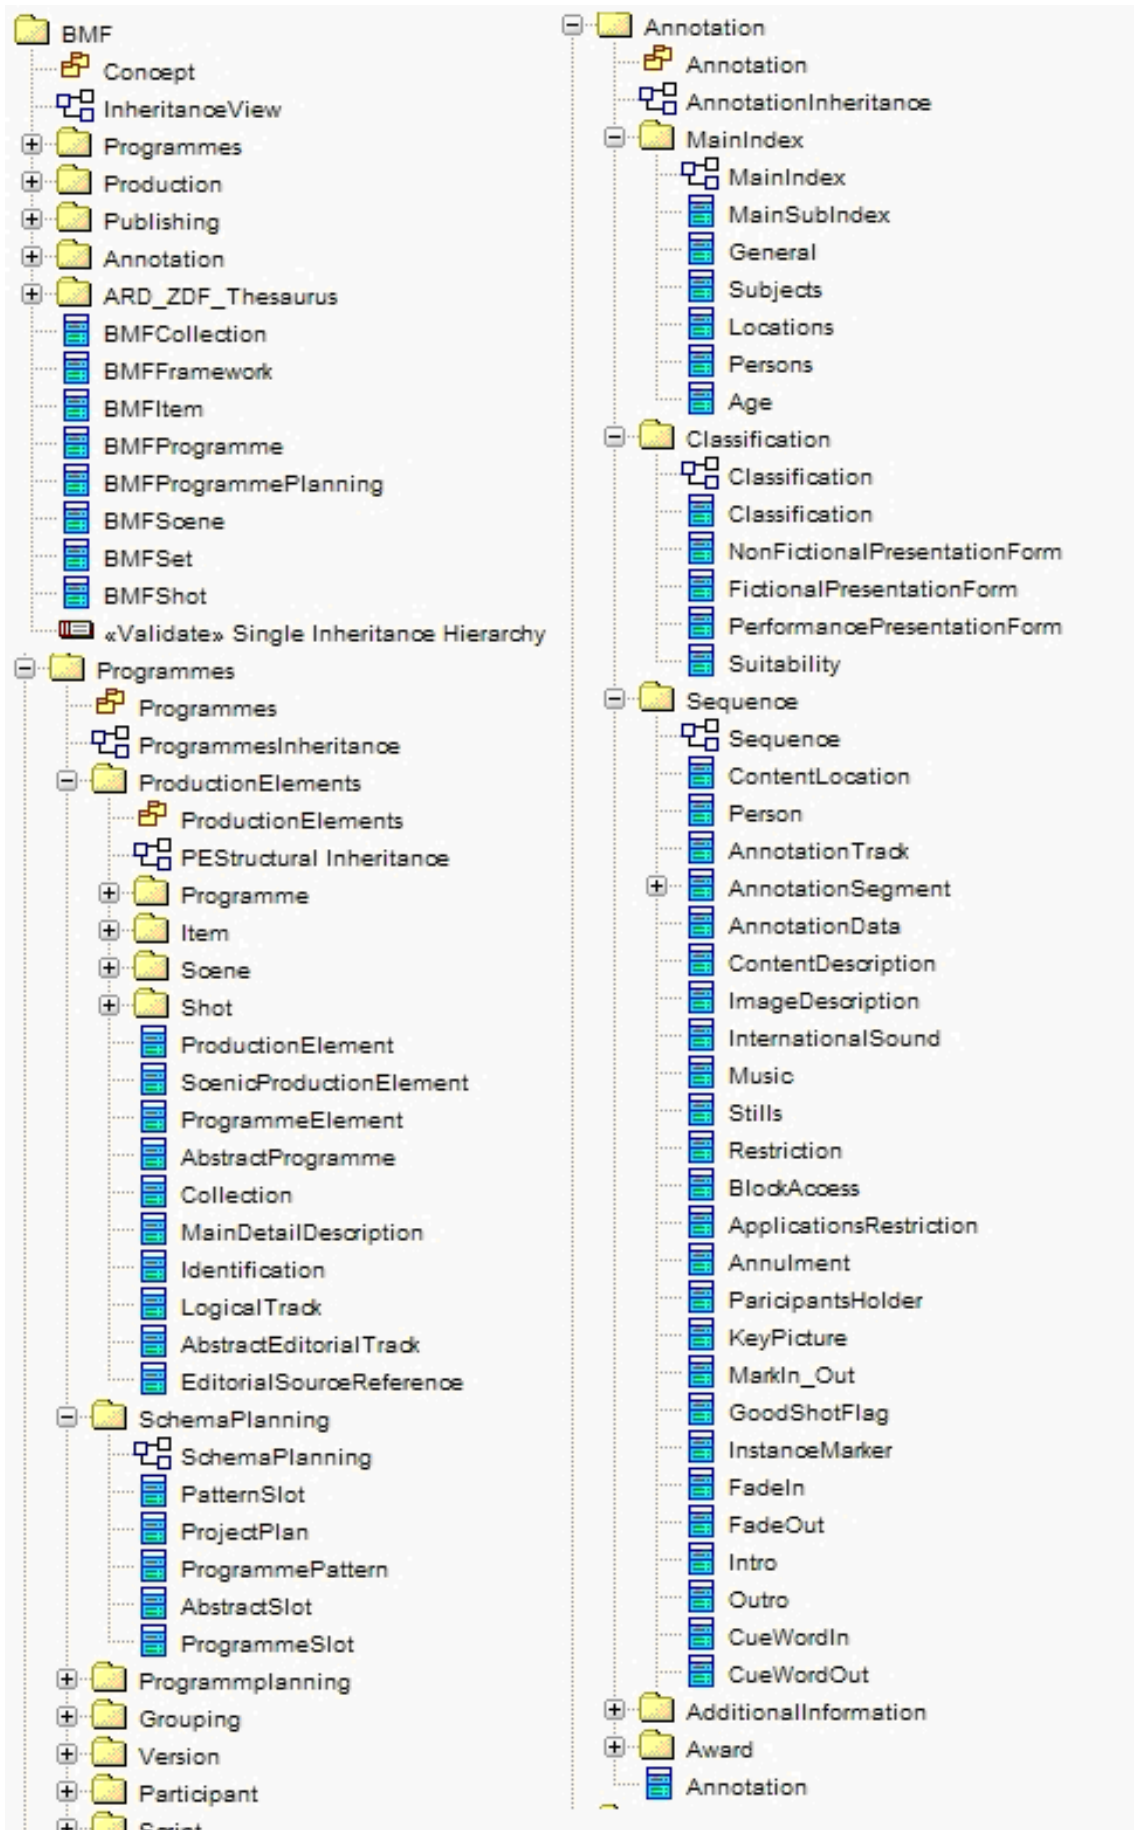 BMF
Concept
InheritanceView
Programmes
Production
Publishing
Annotation
ARD_ZDF_Thesaurus
BMFCollection
BMFFramework
BMFItem
BMFProgramme
BMFProgrammePlanning
BMFScene
BMFSet
BMFShot
«Validate» Single Inheritance Hierarchy
Programmes
Programmes
ProgrammesInheritance
ProductionElements
ProductionElements
PEStructural Inheritance
Programme
Item
Scene
Shot
ProductionElement
ScenicProductionElement
ProgrammeElement
AbstractProgramme
Collection
MainDetailDescription
Identification
LogicalTrack
AbstractEditorialTrack
EditorialSourceReference
SchemaPlanning
SchemaPlanning
PatternSlot
ProjectPlan
ProgrammePattern
AbstractSlot
ProgrammeSlot
Programmplanning
Grouping
Version
Participant
Script
Annotation
Annotation
AnnotationInheritance
MainIndex
MainIndex
MainSubIndex
General
Subjects
Locations
Persons
Age
Classification
Classification
Classification
NonFictionalPresentationForm
FictionalPresentationForm
PerformancePresentationForm
Suitability
Sequence
Sequence
ContentLocation
Person
AnnotationTrack
AnnotationSegment
AnnotationData
ContentDescription
ImageDescription
InternationalSound
Music
Stills
Restriction
BlockAccess
ApplicationsRestriction
Annulment
ParicipantsHolder
KeyPicture
MarkIn_Out
GoodShotFlag
InstanceMarker
FadeIn
FadeOut
Intro
Outro
CueWordIn
CueWordOut
AdditionalInformation
Award
Annotation